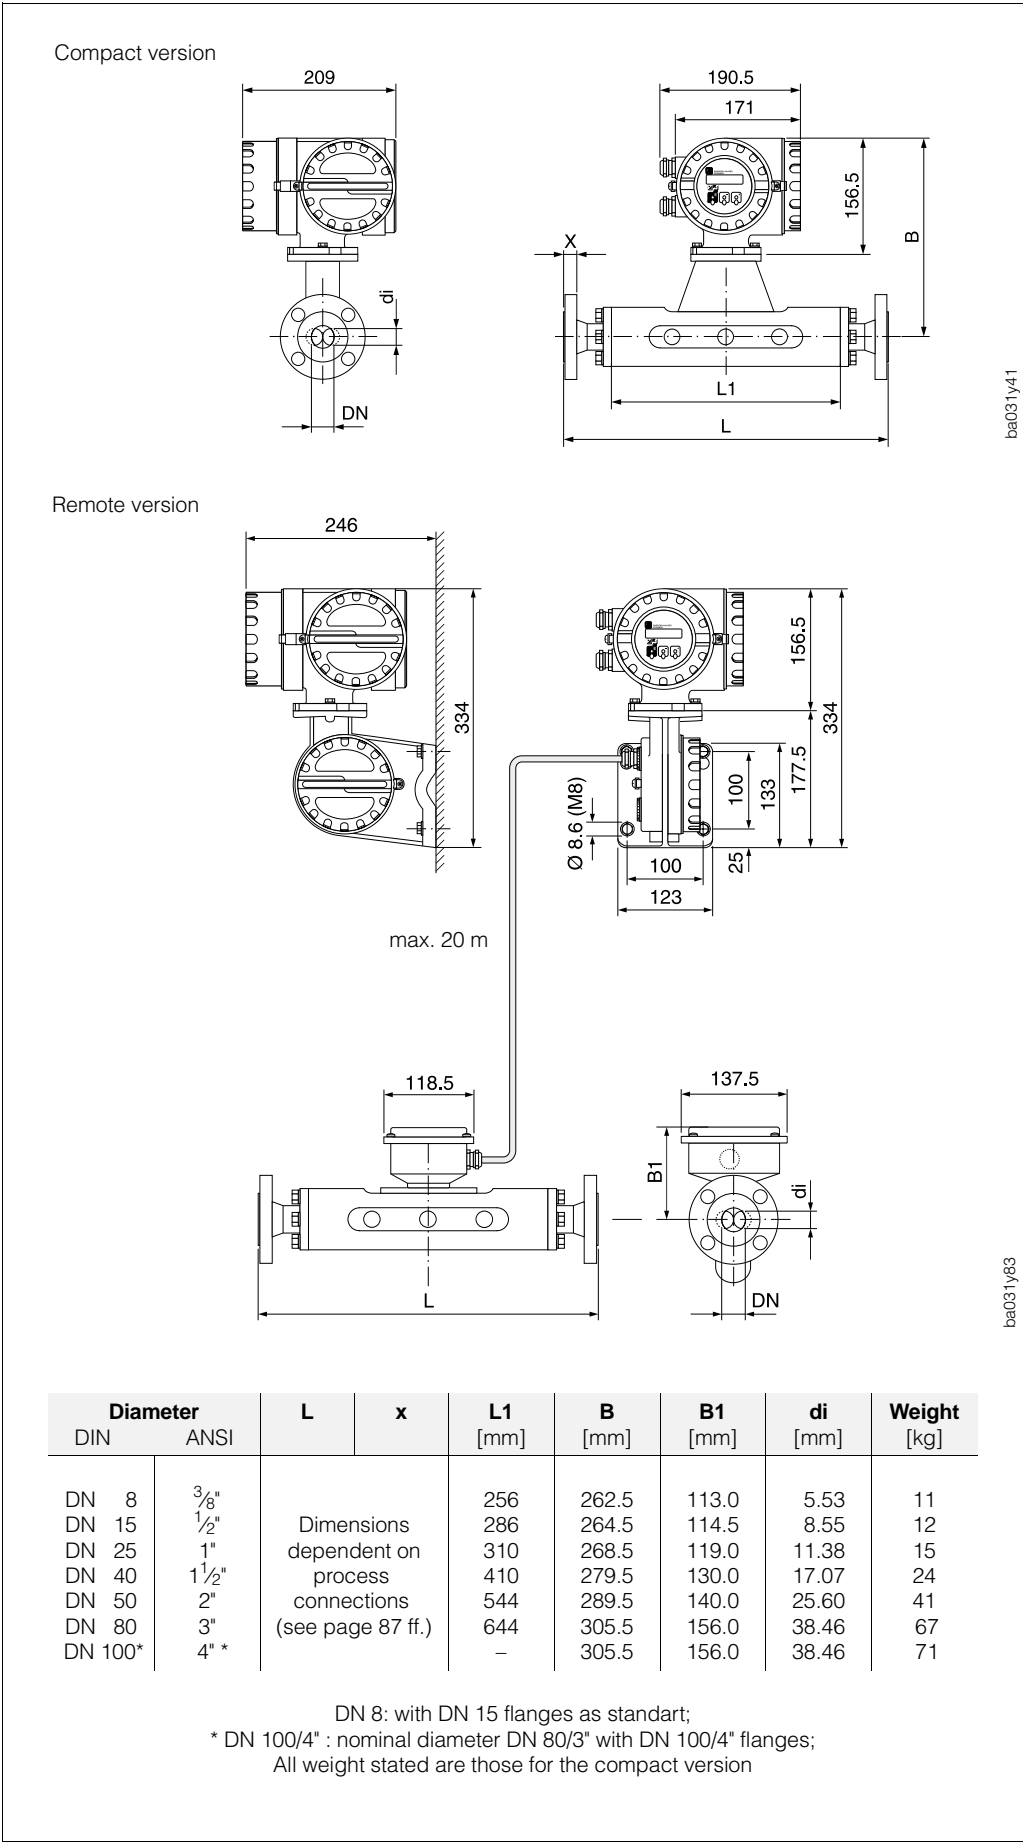 Compact version
209
190.5
171
156.5
B
X
di
DN
L1
L
ba031y41
Remote version
246
334
156.5
334
177.5
133
100
Ø 8.6 (M8)
25
100
123
max. 20 m
118.5
137.5
B1
di
L
DN
ba031y83
Diameter L x L1 B B1 di Weight
DIN ANSI [mm] [mm] [mm] [mm] [kg]
DN 8 3/8" 256 262.5 113.0 5.53 11
DN 15 1/2" Dimensions 286 264.5 114.5 8.55 12
DN 25 1" dependent on 310 268.5 119.0 11.38 15
DN 40 1 1/2" process 410 279.5 130.0 17.07 24
DN 50 2" connections 544 289.5 140.0 25.60 41
DN 80 3" (see page 87 ff.) 644 305.5 156.0 38.46 67
DN 100* 4" * – 305.5 156.0 38.46 71
DN 8: with DN 15 flanges as standart;
* DN 100/4" : nominal diameter DN 80/3" with DN 100/4" flanges;
All weight stated are those for the compact version